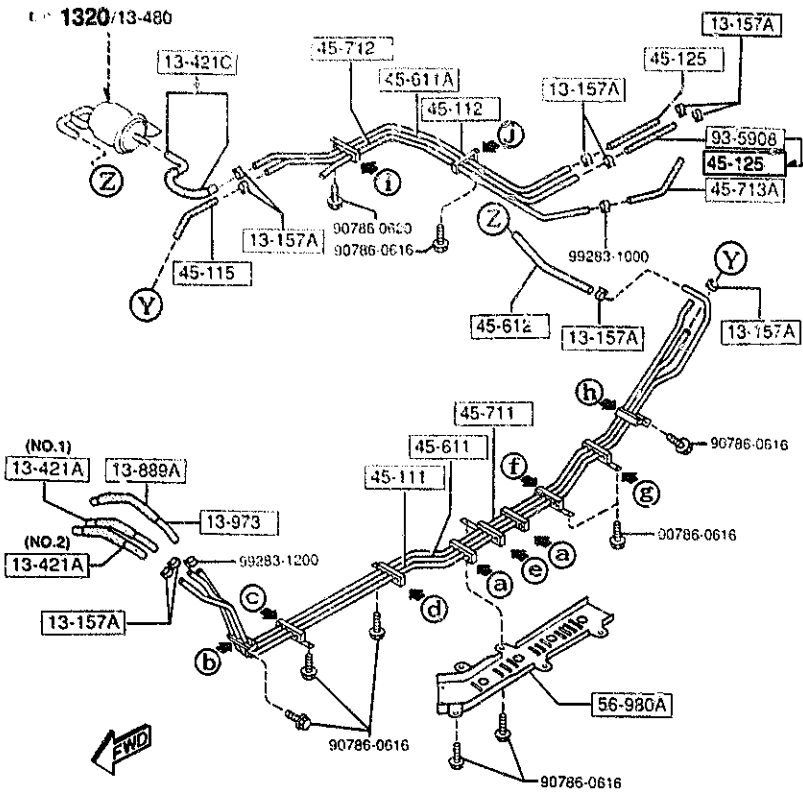 1320/13-480
13-157A
13-421C
45-712
45-611A
45-125
45-112
13-157A
J
93-5908
45-125
Z
i
45-713A
90786-0620
Z
13-157A
90786-0616
99283-1000
45-115
Y
Y
45-612
13-157A
13-157A
h
45-711
(NO.1)
13-421A
13-889A
45-611
90786-0616
f
45-111
g
13-973
(NO.2)
13-421A
99283-1200
90786-0616
a
e
a
c
d
13-157A
b
56-980A
FWD
90786-0616
90786-0616